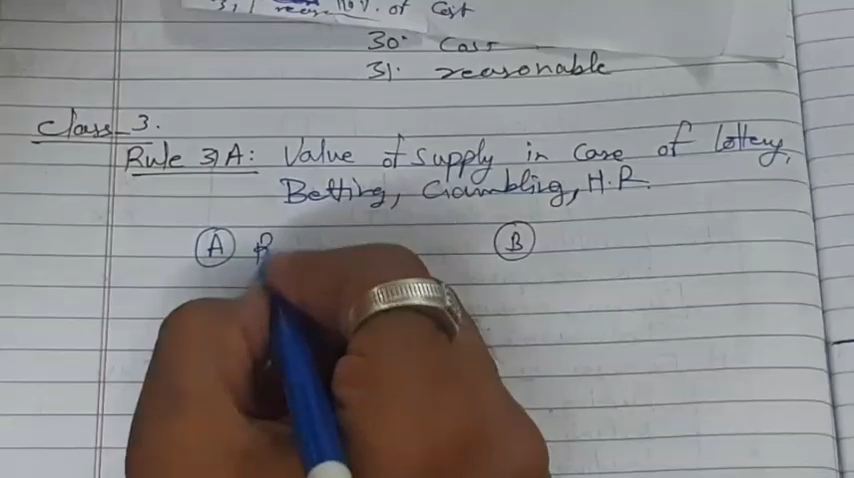 of Cost
30. Cost
31. reasonable
Class-3.
Rule 31A: Value of supply in case of lottery,
Betting, Gambling, H.R.
A B